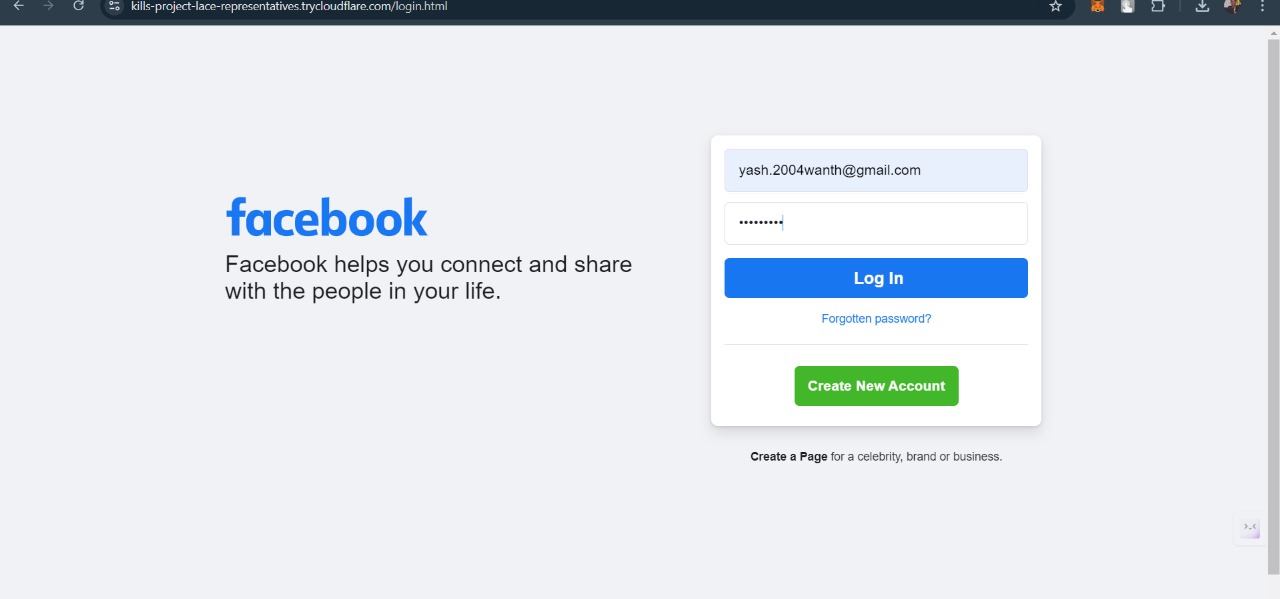 kills-project-lace-representatives.trycloudflare.com/login.html
yash.2004wanth@gmail.com
•••••••••
facebook
Facebook helps you connect and share
with the people in your life.
Log In
Forgotten password?
Create New Account
Create a Page for a celebrity, brand or business.